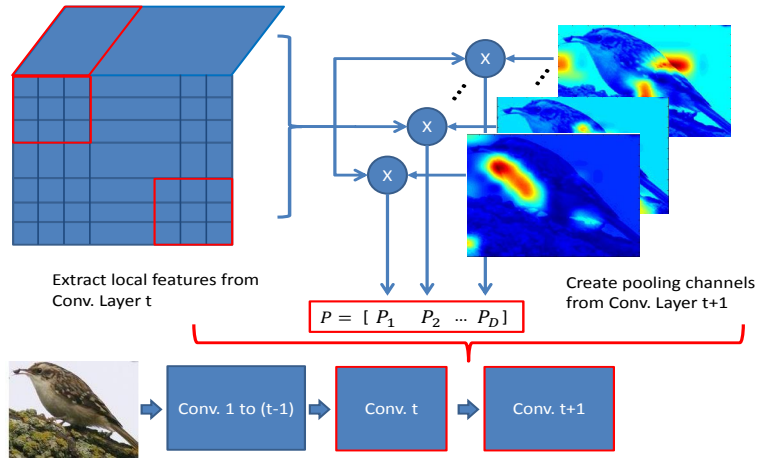 X
X
X
Extract local features from
Conv. Layer t
Create pooling channels
from Conv. Layer t+1
P = [ P₁ P₂ ... P_D ]
Conv. 1 to (t-1)
Conv. t
Conv. t+1